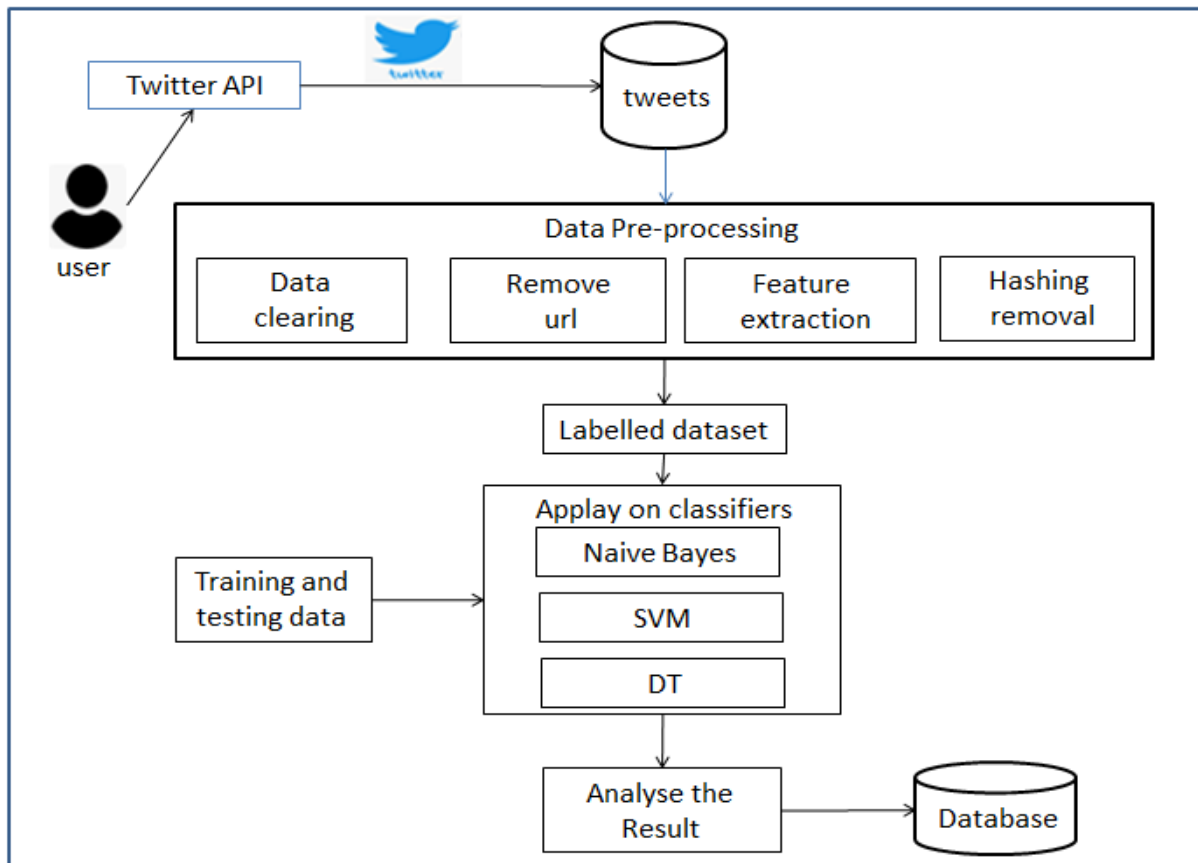 Twitter API
twitter
tweets
user
Data Pre-processing
Data
clearing
Remove
url
Feature
extraction
Hashing
removal
Labelled dataset
Applay on classifiers
Naive Bayes
Training and
testing data
SVM
DT
Analyse the
Result
Database